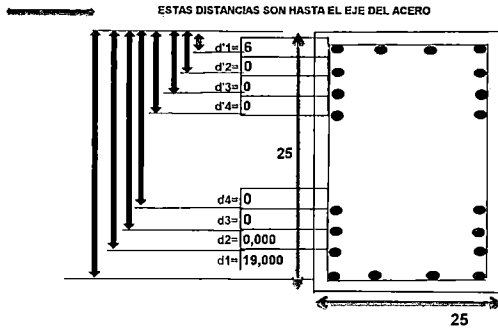 ESTAS DISTANCIAS SON HASTA EL EJE DEL ACERO
d'1= 6
d'2= 0
d'3= 0
d'4= 0
25
d4= 0
d3= 0
d2= 0,000
d1= 19,000
25